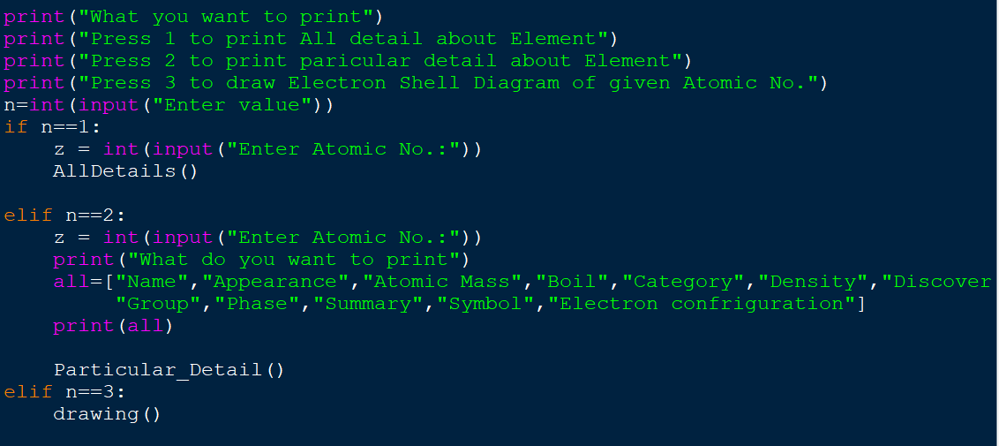 print("What you want to print")
print("Press 1 to print All detail about Element")
print("Press 2 to print paricular detail about Element")
print("Press 3 to draw Electron Shell Diagram of given Atomic No.")
n=int(input("Enter value"))
if n==1:
    z = int(input("Enter Atomic No.:"))
    AllDetails()
elif n==2:
    z = int(input("Enter Atomic No.:"))
    print("What do you want to print")
    all=["Name","Appearance","Atomic Mass","Boil","Category","Density","Discover
         "Group","Phase","Summary","Symbol","Electron confriguration"]
    print(all)
    Particular_Detail()
elif n==3:
    drawing()